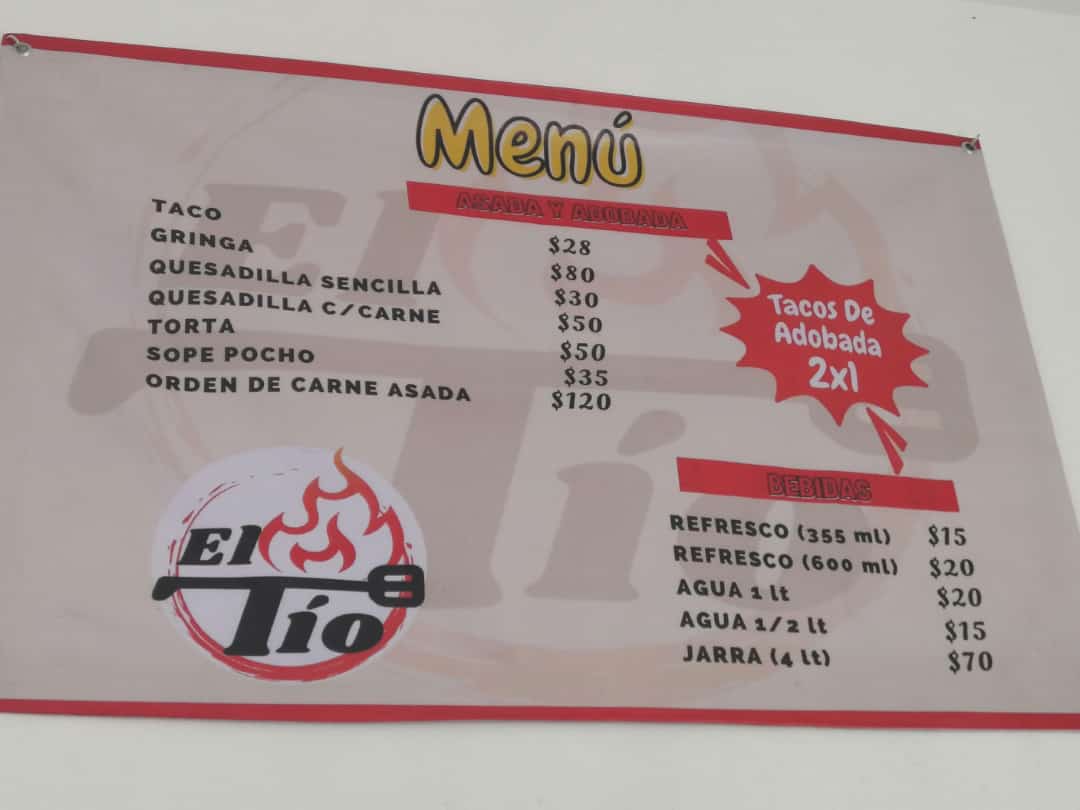 Menú
ASADA Y ADOBADA
TACO $28
GRINGA $80
QUESADILLA SENCILLA $30
QUESADILLA C/CARNE $50
TORTA $50
SOPE POCHO $35
ORDEN DE CARNE ASADA $120
Tacos De
Adobada
2x1
BEBIDAS
REFRESCO (355 ml) $15
REFRESCO (600 ml) $20
AGUA 1 lt $20
AGUA 1/2 lt $15
JARRA (4 lt) $70
El
Tío
El
Tío